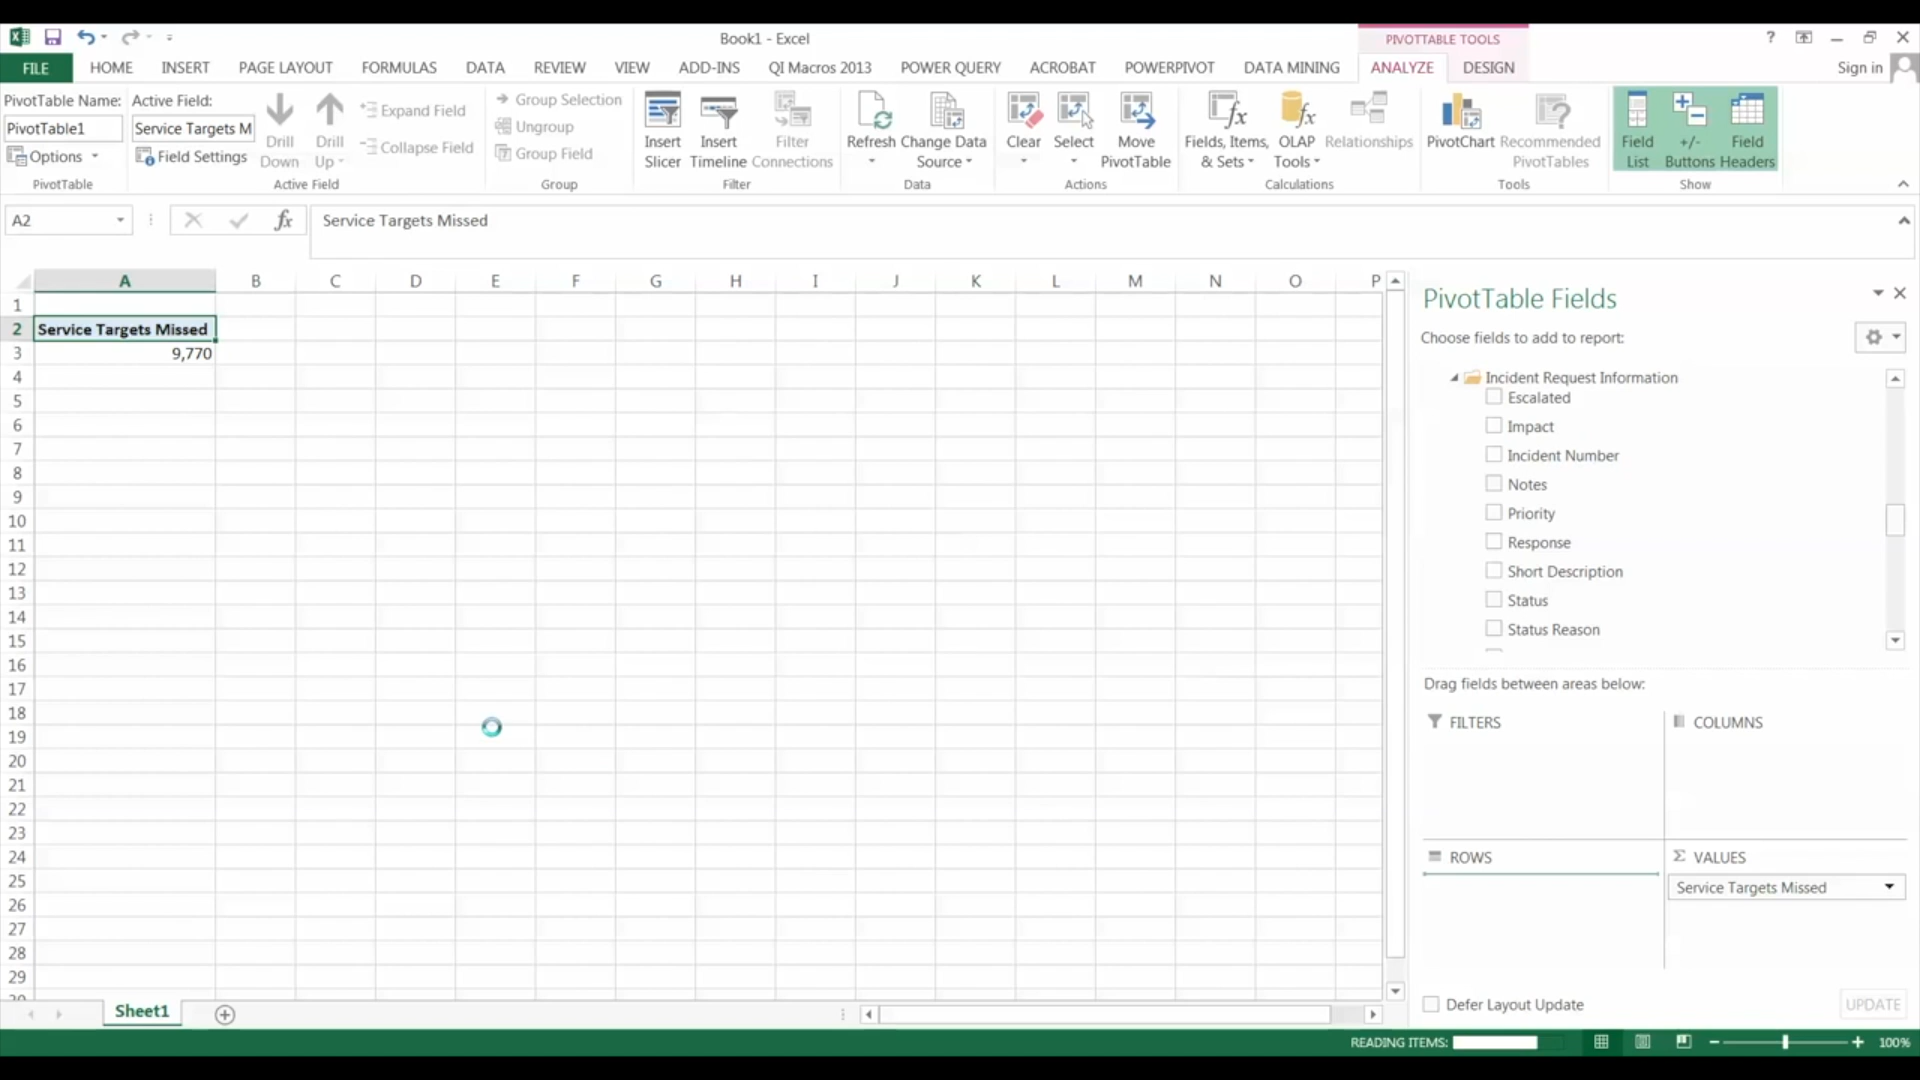 Book1 - Excel
PIVOTTABLE TOOLS
?
FILE HOME INSERT PAGE LAYOUT FORMULAS DATA REVIEW VIEW ADD-INS QI Macros 2013 POWER QUERY ACROBAT POWERPIVOT DATA MINING ANALYZE DESIGN Sign in
PivotTable Name:
PivotTable1
Options
PivotTable
Active Field:
Service Targets M
Field Settings
Drill Down
Drill Up
Expand Field
Collapse Field
Active Field
Group Selection
Ungroup
Group Field
Group
Insert Slicer
Insert Timeline
Filter Connections
Filter
Refresh
Change Data Source
Data
Clear
Select
Move PivotTable
Actions
Fields, Items, & Sets
OLAP Tools
Relationships
Calculations
PivotChart
Recommended PivotTables
Tools
Field List
+/- Buttons
Field Headers
Show
A2
fx
Service Targets Missed
A B C D E F G H I J K L M N O P
1
2 Service Targets Missed
3 9,770
4
5
6
7
8
9
10
11
12
13
14
15
16
17
18
19
20
21
22
23
24
25
26
27
28
29
30
Sheet1
PivotTable Fields
Choose fields to add to report:
Incident Request Information
Escalated
Impact
Incident Number
Notes
Priority
Response
Short Description
Status
Status Reason
Drag fields between areas below:
FILTERS
COLUMNS
ROWS
Σ VALUES
Service Targets Missed
Defer Layout Update
UPDATE
READING ITEMS:
100%